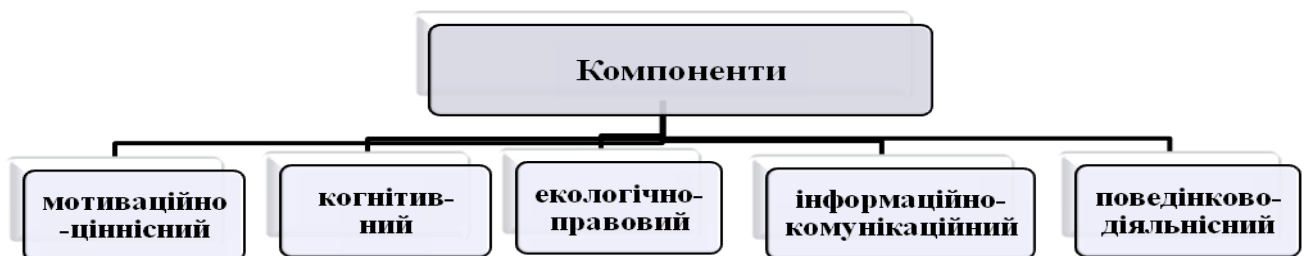 Компоненти
мотиваційно
-ціннісний
когнітив-
ний
екологічно-
правовий
інформаційно-
комунікаційний
поведінково-
діяльнісний